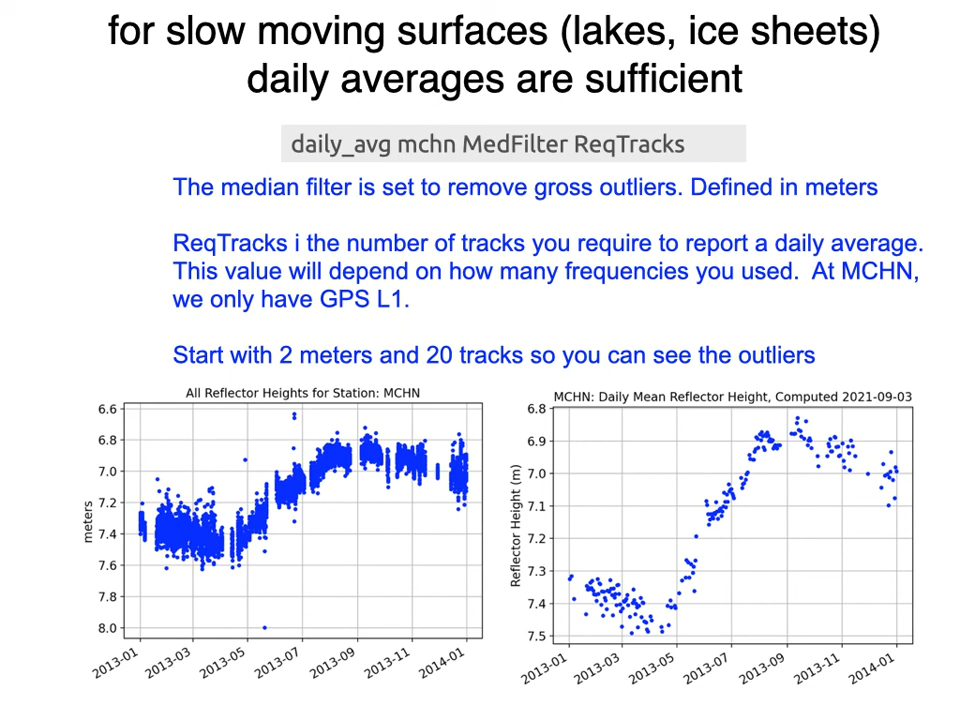 for slow moving surfaces (lakes, ice sheets)
daily averages are sufficient
daily_avg mchn MedFilter ReqTracks
The median filter is set to remove gross outliers. Defined in meters
ReqTracks i the number of tracks you require to report a daily average.
This value will depend on how many frequencies you used.  At MCHN,
we only have GPS L1.
Start with 2 meters and 20 tracks so you can see the outliers
All Reflector Heights for Station: MCHN
meters
6.6
6.8
7.0
7.2
7.4
7.6
7.8
8.0
2013-01
2013-03
2013-05
2013-07
2013-09
2013-11
2014-01
MCHN: Daily Mean Reflector Height, Computed 2021-09-03
Reflector Height (m)
6.8
6.9
7.0
7.1
7.2
7.3
7.4
7.5
2013-01
2013-03
2013-05
2013-07
2013-09
2013-11
2014-01